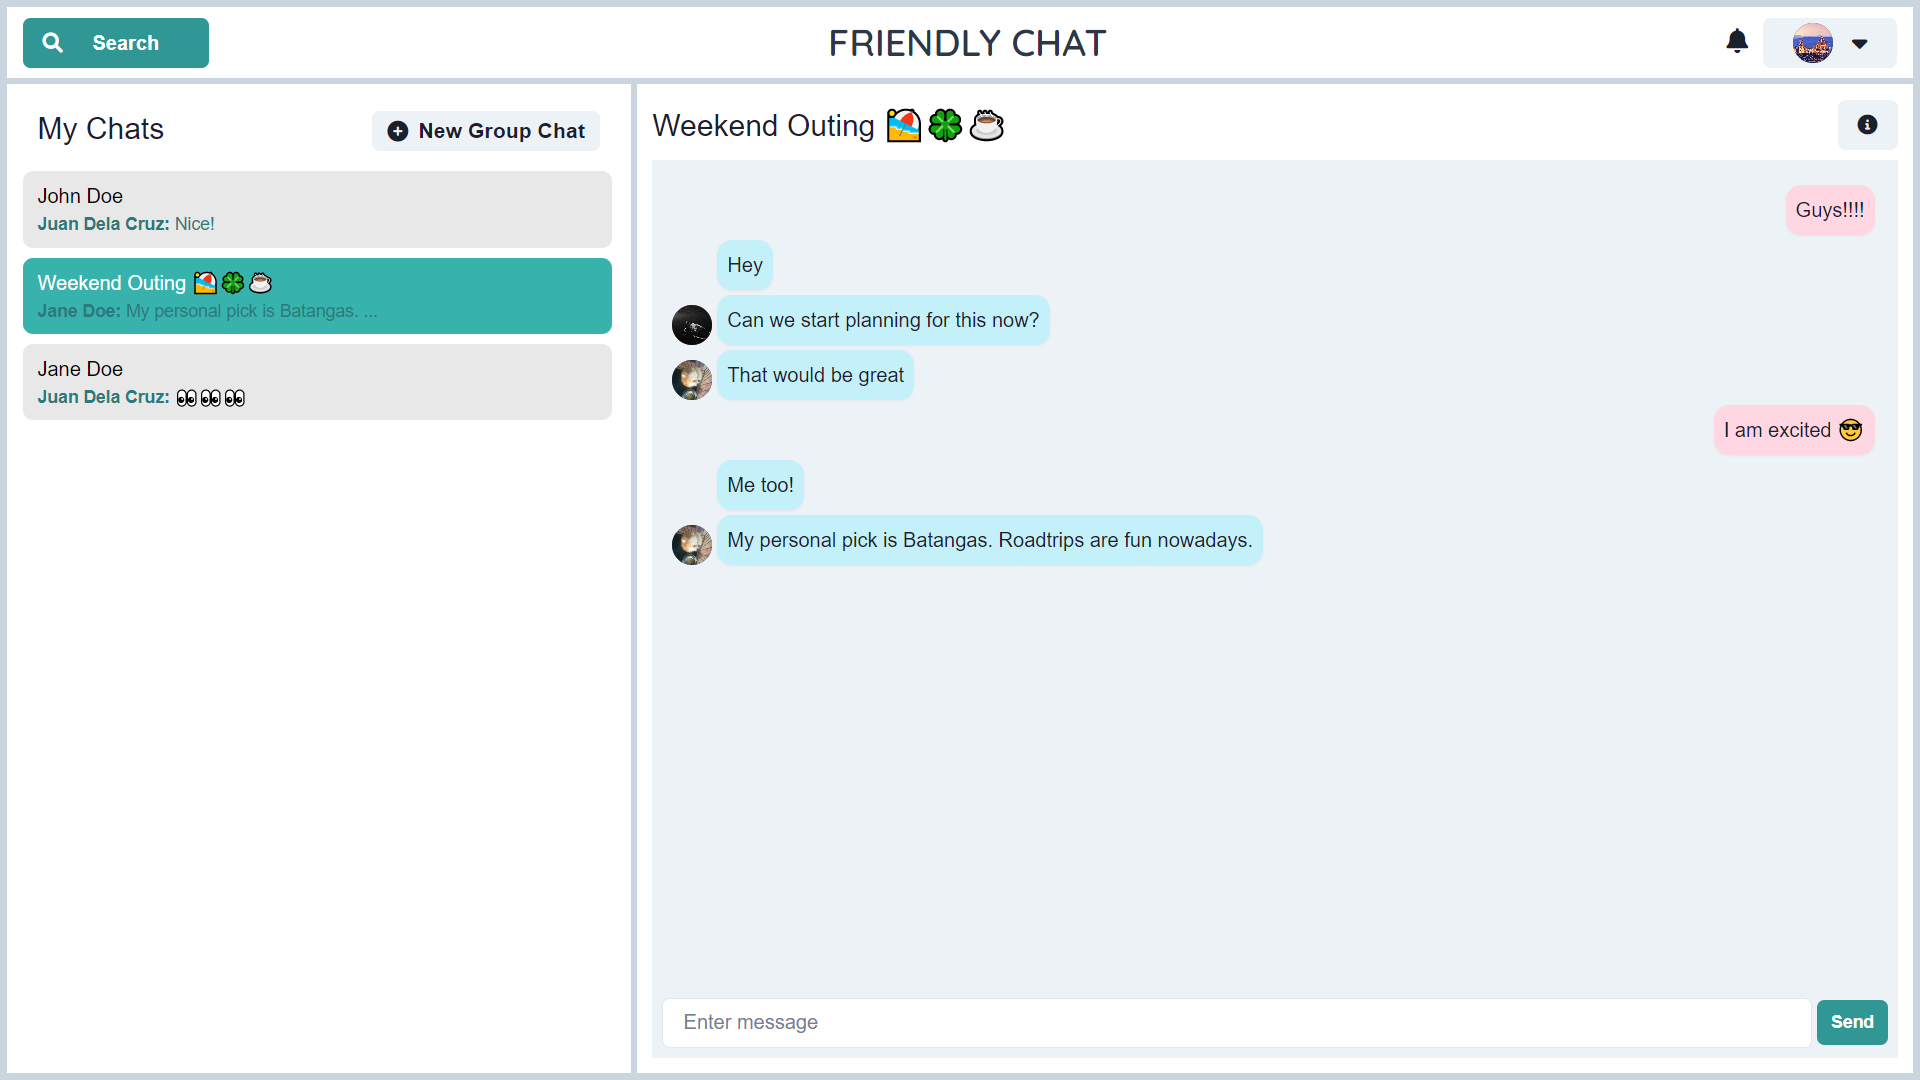 Search
FRIENDLY CHAT
My Chats
New Group Chat
John Doe
Juan Dela Cruz: Nice!
Weekend Outing 🏖️🍀☕
Jane Doe: My personal pick is Batangas. ...
Jane Doe
Juan Dela Cruz: 👀👀👀
Weekend Outing 🏖️🍀☕
Guys!!!!
Hey
Can we start planning for this now?
That would be great
I am excited 😎
Me too!
My personal pick is Batangas. Roadtrips are fun nowadays.
Enter message
Send